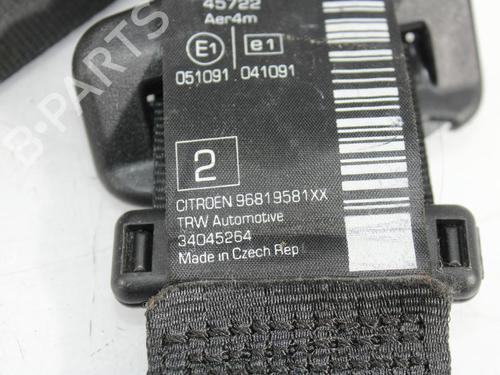 45722
Aer4m
E1 e1
051091 041091
2
CITROEN 96819581XX
TRW Automotive
34045264
Made in Czech Rep
B-PARTS